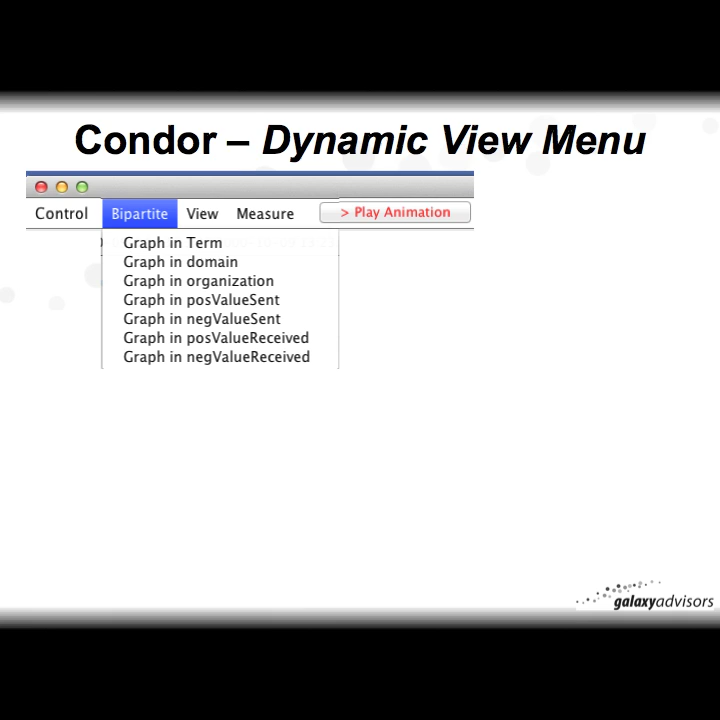 Condor – Dynamic View Menu
Control Bipartite View Measure > Play Animation
Graph in Term
Graph in domain
Graph in organization
Graph in posValueSent
Graph in negValueSent
Graph in posValueReceived
Graph in negValueReceived
galaxyadvisors